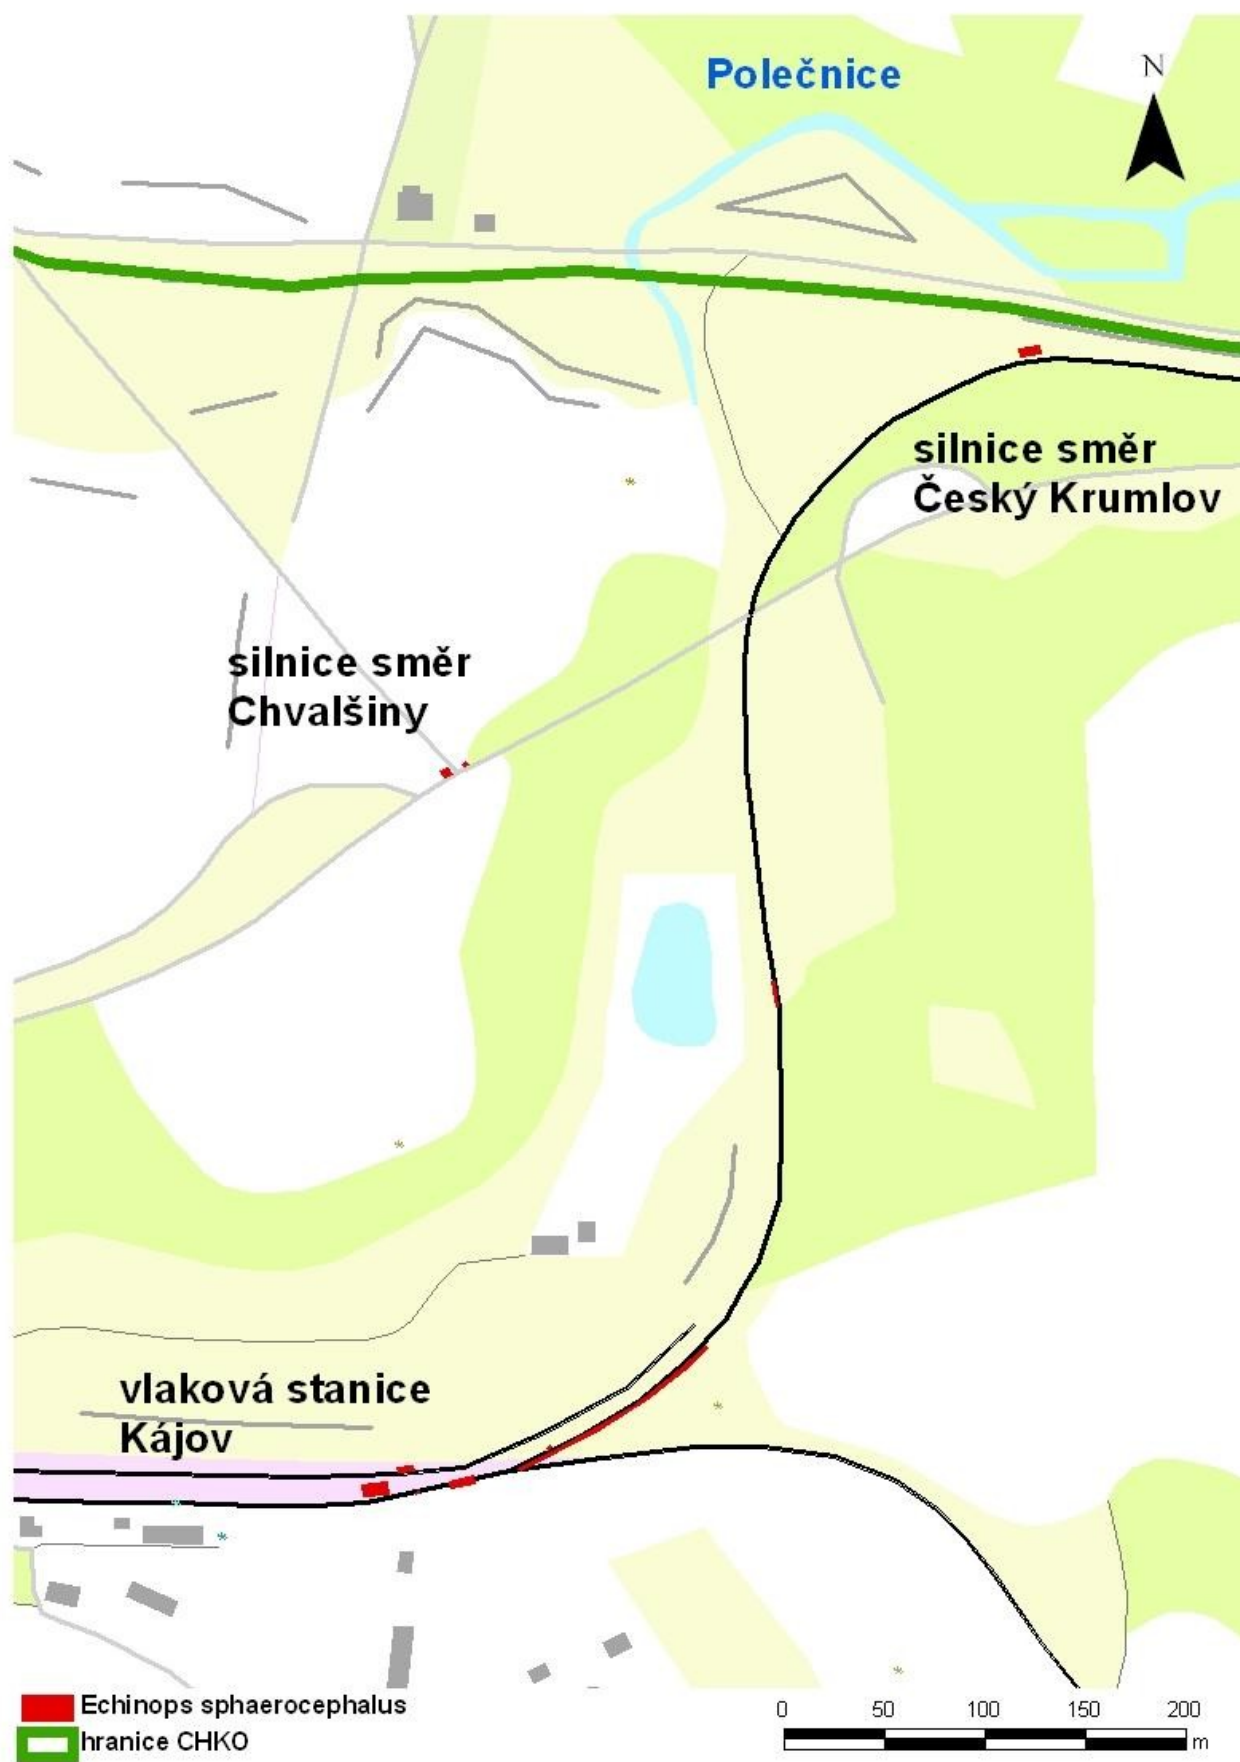 Polečnice
N
silnice směr
Český Krumlov
silnice směr
Chvalšiny
vlaková stanice
Kájov
Echinops sphaerocephalus
hranice CHKO
0 50 100 150 200
m